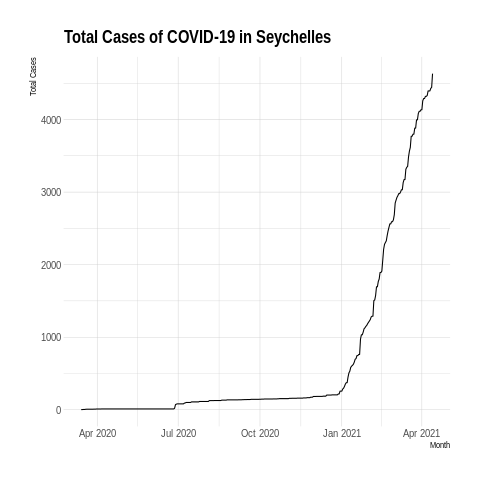 Total Cases of COVID-19 in Seychelles
Total Cases
4000
3000
2000
1000
0
Apr 2020 Jul 2020 Oct 2020 Jan 2021 Apr 2021
Month